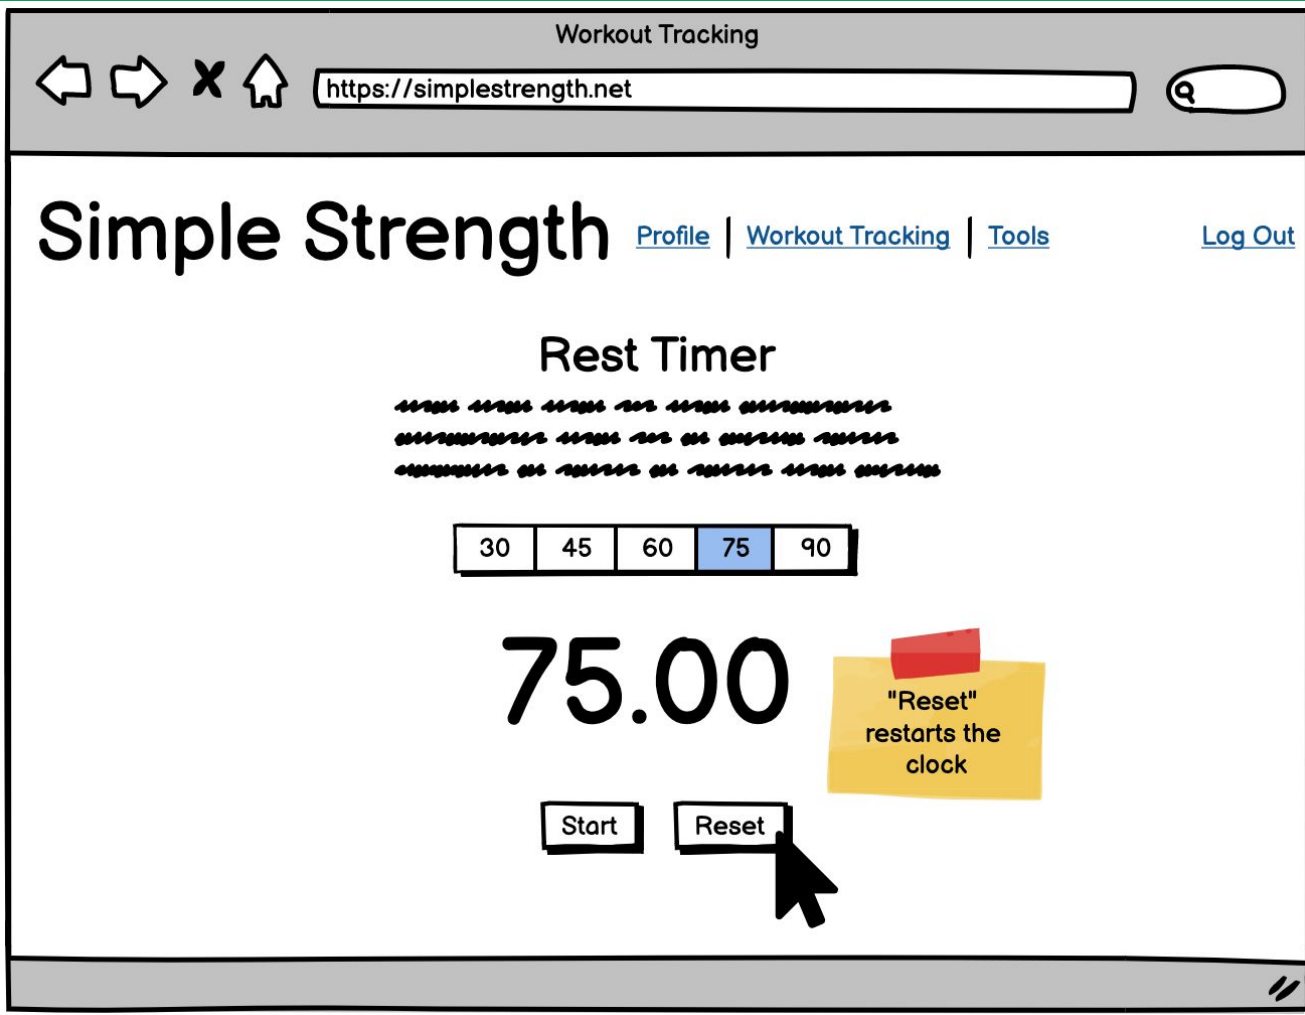 Workout Tracking
https://simplestrength.net
Simple Strength Profile | Workout Tracking | Tools Log Out
Rest Timer
30 45 60 75 90
75.00
"Reset"
restarts the
clock
Start Reset